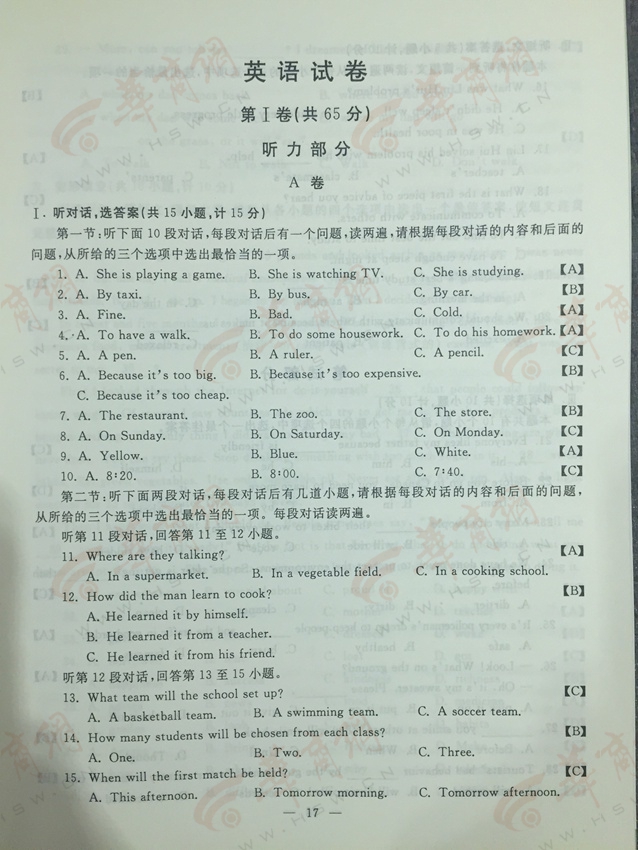 英语试卷
第Ⅰ卷(共65分)
听力部分
A 卷
Ⅰ. 听对话,选答案(共15小题,计15分)
第一节:听下面10段对话,每段对话后有一个问题,读两遍,请根据每段对话的内容和后面的
问题,从所给的三个选项中选出最恰当的一项。
1. A. She is playing a game. B. She is watching TV. C. She is studying. 【A】
2. A. By taxi. B. By bus. C. By car. 【B】
3. A. Fine. B. Bad. C. Cold. 【A】
4. A. To have a walk. B. To do some housework. C. To do his homework. 【A】
5. A. A pen. B. A ruler. C. A pencil. 【C】
6. A. Because it's too big. B. Because it's too expensive. 【B】
C. Because it's too cheap.
7. A. The restaurant. B. The zoo. C. The store. 【B】
8. A. On Sunday. B. On Saturday. C. On Monday. 【C】
9. A. Yellow. B. Blue. C. White. 【A】
10. A. 8:20. B. 8:00. C. 7:40. 【C】
第二节:听下面两段对话,每段对话后有几道小题,请根据每段对话的内容和后面的问题,
从所给的三个选项中选出最恰当的一项。每段对话读两遍。
听第11段对话,回答第11至12小题。
11. Where are they talking? 【A】
A. In a supermarket. B. In a vegetable field. C. In a cooking school.
12. How did the man learn to cook? 【B】
A. He learned it by himself.
B. He learned it from a teacher.
C. He learned it from his friend.
听第12段对话,回答第13至15小题。
13. What team will the school set up? 【C】
A. A basketball team. B. A swimming team. C. A soccer team.
14. How many students will be chosen from each class? 【B】
A. One. B. Two. C. Three.
15. When will the first match be held? 【C】
A. This afternoon. B. Tomorrow morning. C. Tomorrow afternoon.
— 17 —
华商网
WWW.HSW.CN